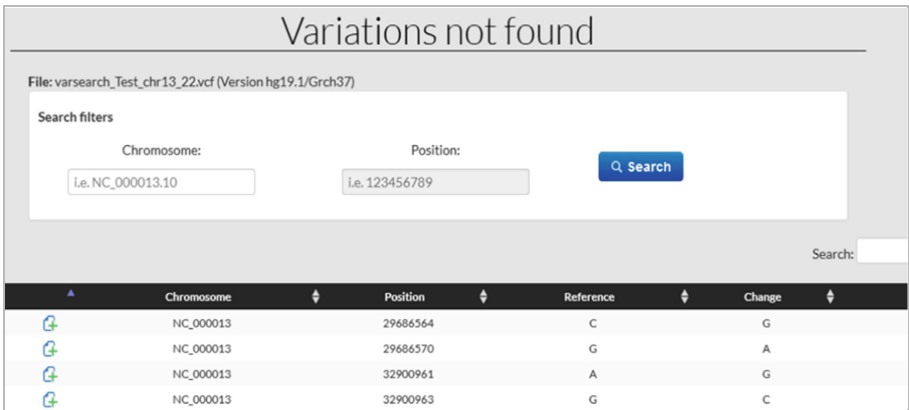 Variations not found
File: varsearch_Test_chr13_22.vcf (Version hg19.1/Grch37)
Search filters
Chromosome: Position:
i.e. NC_000013.10 i.e. 123456789 Search
Search:
Chromosome Position Reference Change
NC_000013 29686564 C G
NC_000013 29686570 G A
NC_000013 32900961 A G
NC_000013 32900963 G C